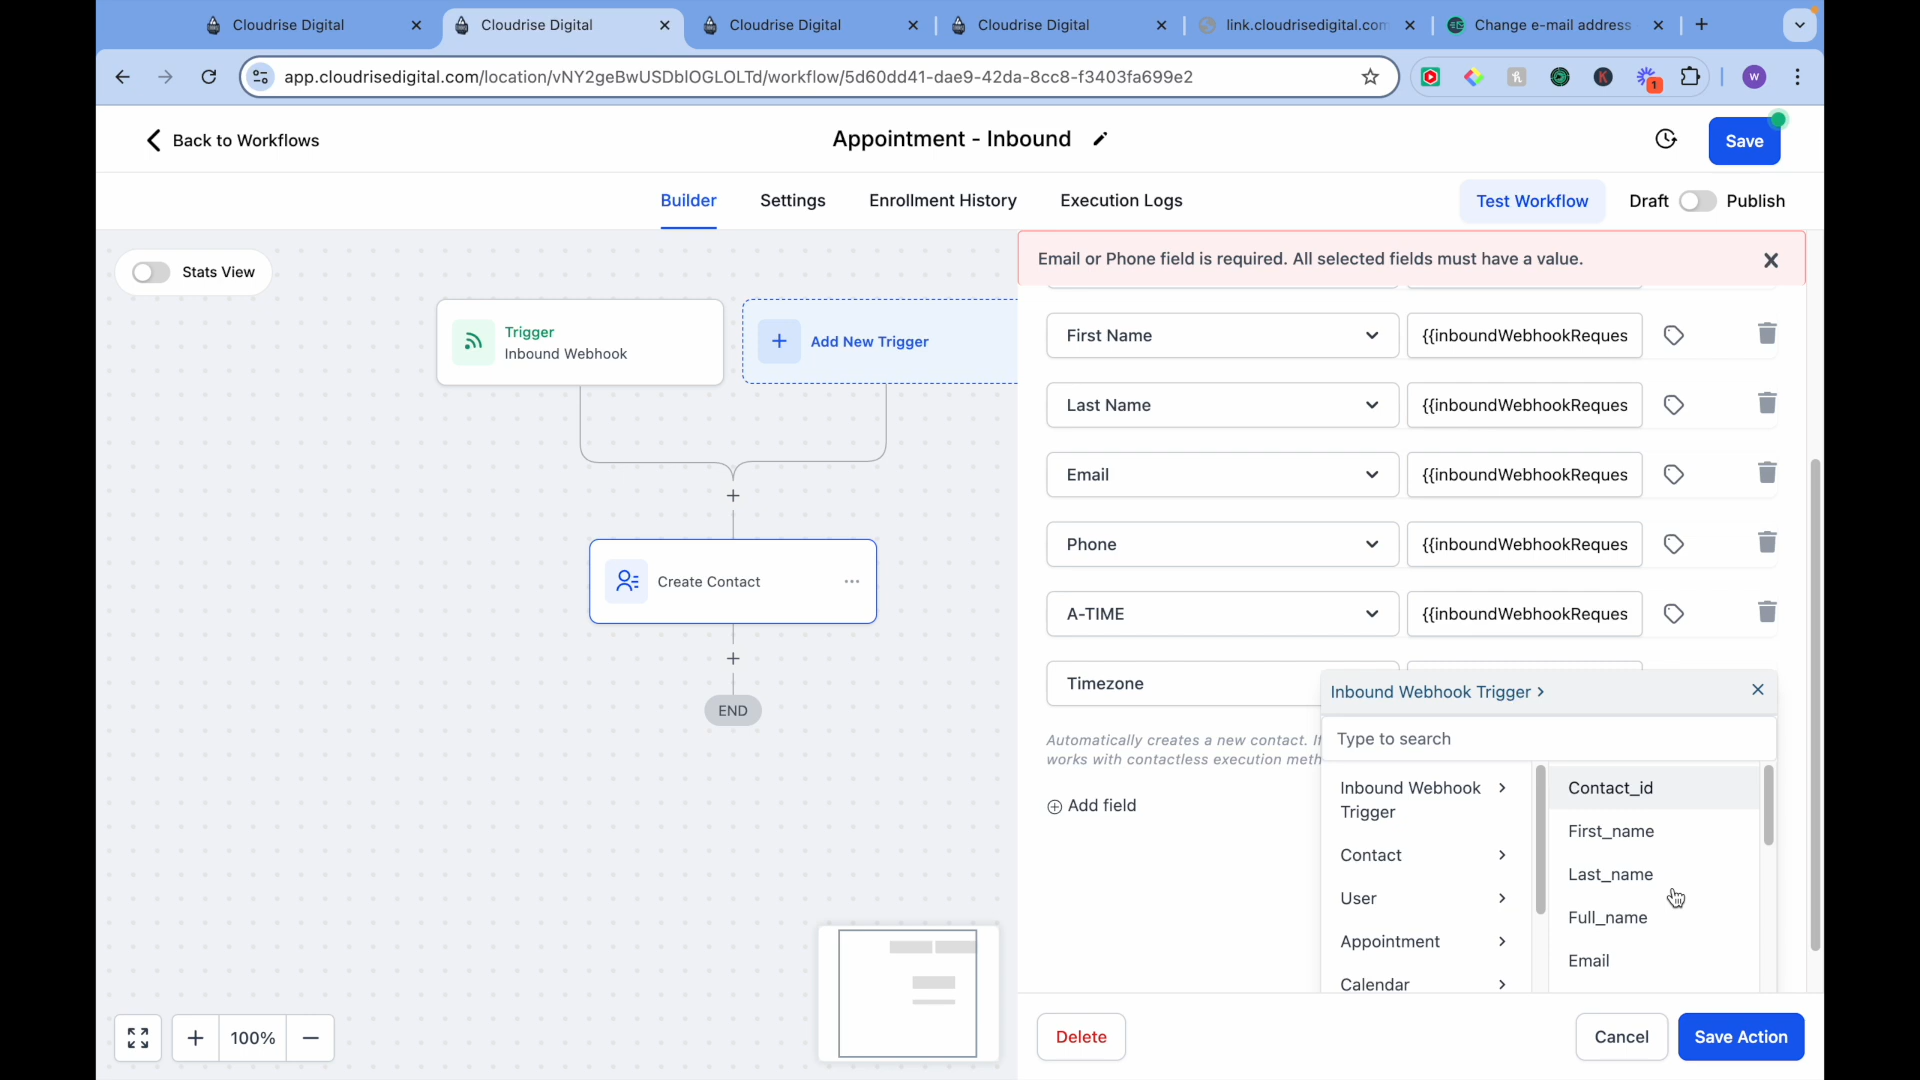 Cloudrise Digital
Cloudrise Digital
Cloudrise Digital
Cloudrise Digital
link.cloudrisedigital.com
Change e-mail address
app.cloudrisedigital.com/location/vNY2geBwUSDblOGLOLTd/workflow/5d60dd41-dae9-42da-8cc8-f3403fa699e2
1
W
Back to Workflows
Appointment - Inbound
Save
Builder
Settings
Enrollment History
Execution Logs
Test Workflow
Draft
Publish
Stats View
Email or Phone field is required. All selected fields must have a value.
Trigger
Inbound Webhook
Add New Trigger
Create Contact
END
First Name
{{inboundWebhookReques
Last Name
{{inboundWebhookReques
Email
{{inboundWebhookReques
Phone
{{inboundWebhookReques
A-TIME
{{inboundWebhookReques
Timezone
Automatically creates a new contact. If
works with contactless execution meth
Add field
Inbound Webhook Trigger
Type to search
Inbound Webhook
Trigger
Contact
User
Appointment
Calendar
Contact_id
First_name
Last_name
Full_name
Email
100%
Delete
Cancel
Save Action